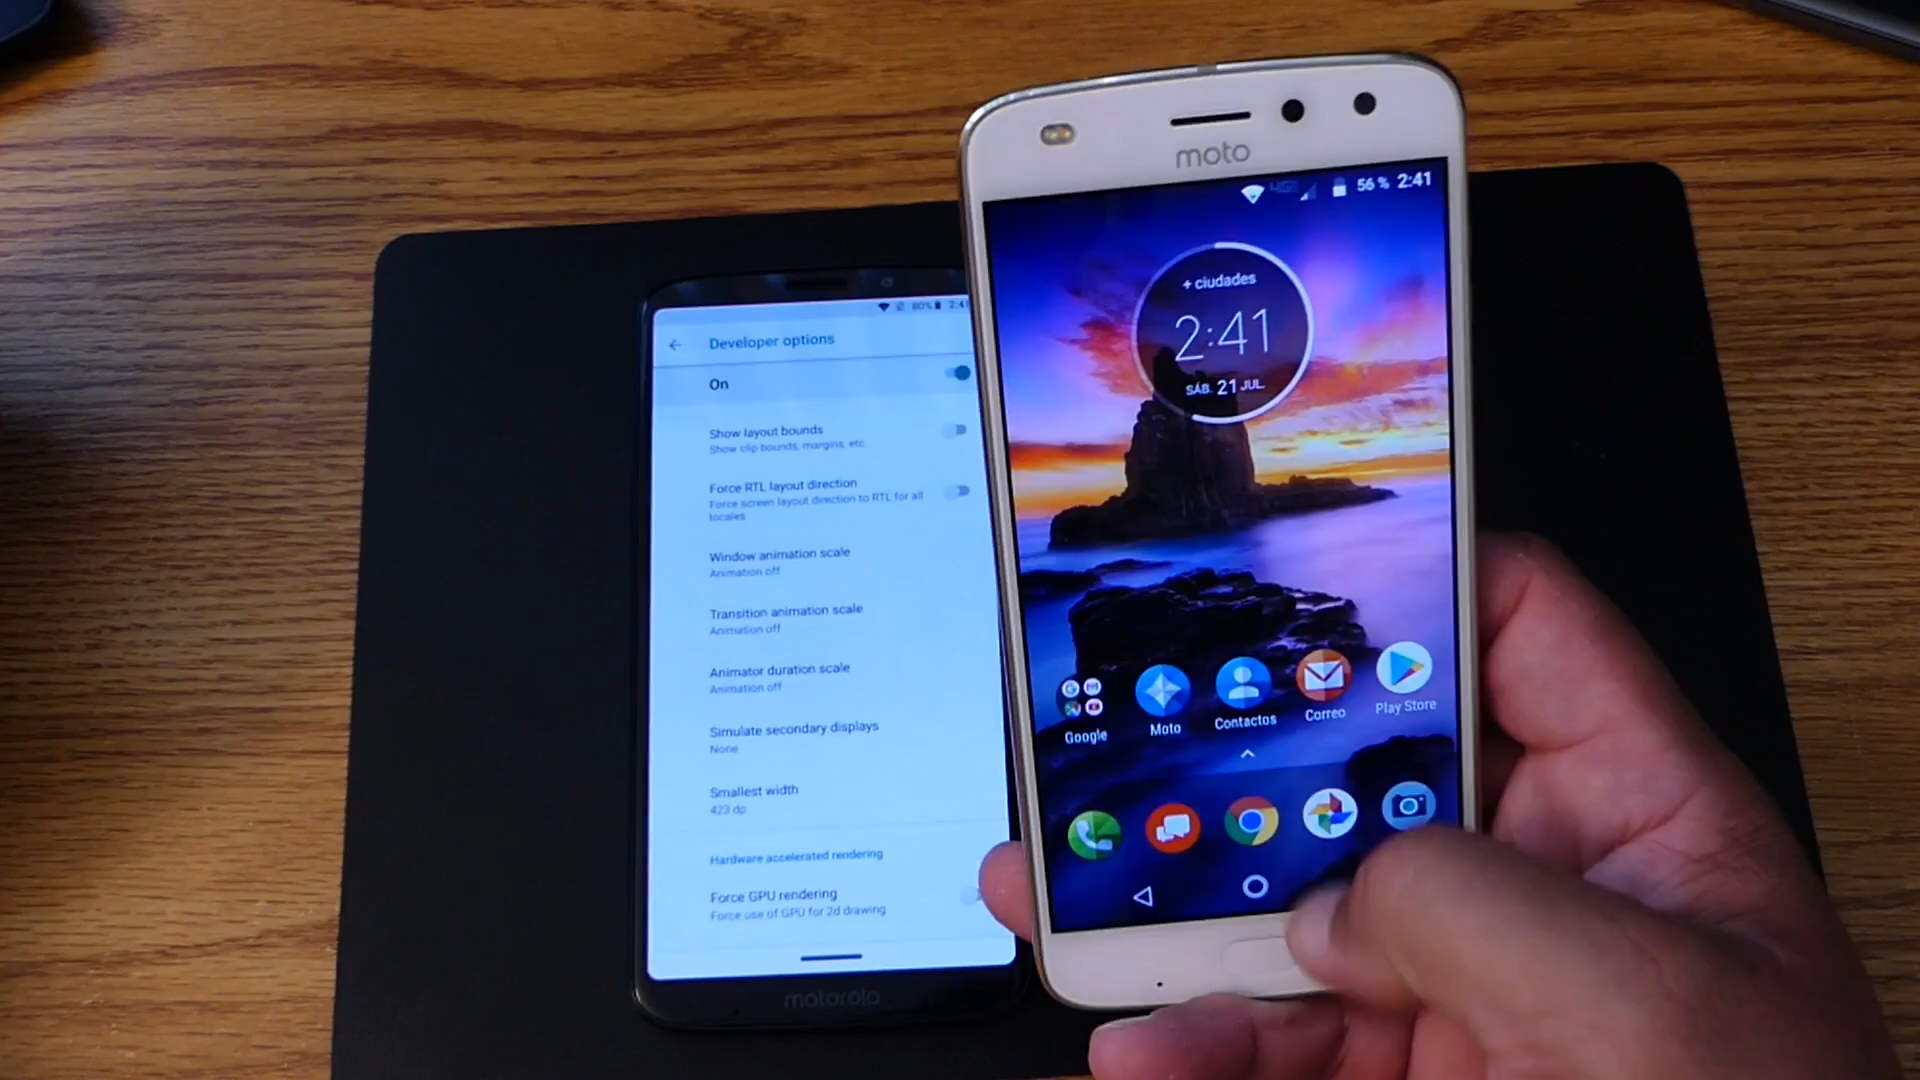 80% 2:41
Developer options
On
Show layout bounds
Show clip bounds, margins, etc
Force RTL layout direction
Force screen layout direction to RTL for all
locales
Window animation scale
Animation off
Transition animation scale
Animation off
Animator duration scale
Animation off
Simulate secondary displays
None
Smallest width
423 dp
Hardware accelerated rendering
Force GPU rendering
Force use of GPU for 2d drawing
motorola
moto
56 % 2:41
+ ciudades
2:41
SÁB. 21 JUL.
Google
Moto
Contactos
Correo
Play Store